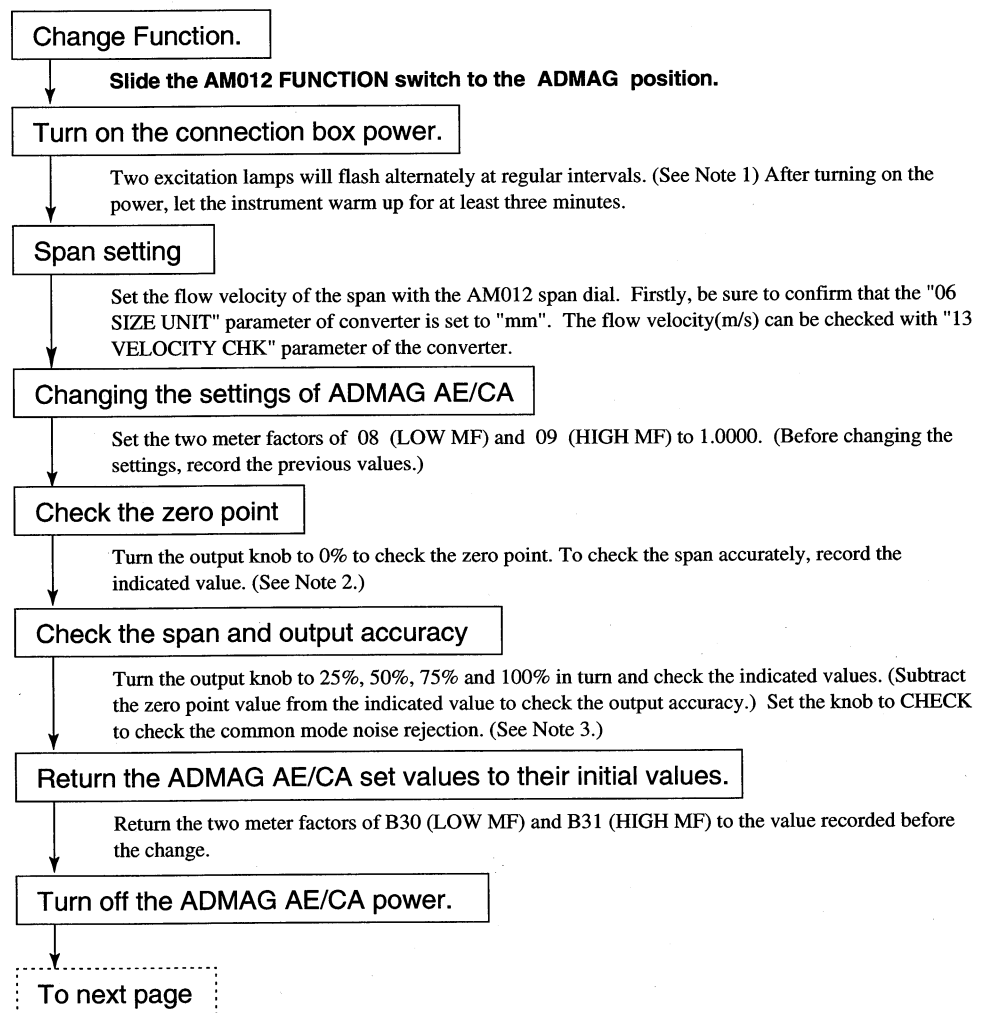 Change Function.
Slide the AM012 FUNCTION switch to the ADMAG position.
Turn on the connection box power.
Two excitation lamps will flash alternately at regular intervals. (See Note 1) After turning on the
power, let the instrument warm up for at least three minutes.
Span setting
Set the flow velocity of the span with the AM012 span dial. Firstly, be sure to confirm that the "06
SIZE UNIT" parameter of converter is set to "mm". The flow velocity(m/s) can be checked with "13
VELOCITY CHK" parameter of the converter.
Changing the settings of ADMAG AE/CA
Set the two meter factors of 08 (LOW MF) and 09 (HIGH MF) to 1.0000. (Before changing the
settings, record the previous values.)
Check the zero point
Turn the output knob to 0% to check the zero point. To check the span accurately, record the
indicated value. (See Note 2.)
Check the span and output accuracy
Turn the output knob to 25%, 50%, 75% and 100% in turn and check the indicated values. (Subtract
the zero point value from the indicated value to check the output accuracy.) Set the knob to CHECK
to check the common mode noise rejection. (See Note 3.)
Return the ADMAG AE/CA set values to their initial values.
Return the two meter factors of B30 (LOW MF) and B31 (HIGH MF) to the value recorded before
the change.
Turn off the ADMAG AE/CA power.
To next page